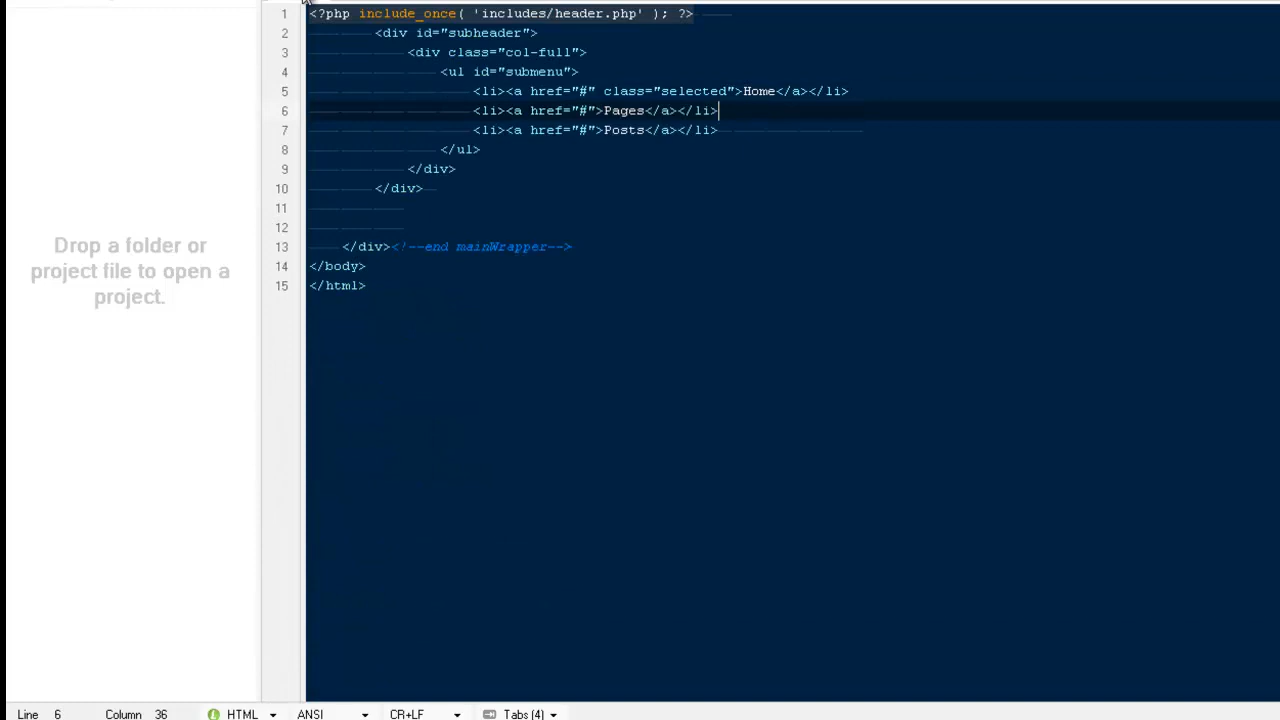 1 <?php include_once( 'includes/header.php' ); ?>
2 <div id="subheader">
3 <div class="col-full">
4 <ul id="submenu">
5 <li><a href="#" class="selected">Home</a></li>
6 <li><a href="#">Pages</a></li>
7 <li><a href="#">Posts</a></li>
8 </ul>
9 </div>
10 </div>
11
12
13 </div><!--end mainWrapper-->
14 </body>
15 </html>
Drop a folder or
project file to open a
project.
Line 6 Column 36 HTML ANSI CR+LF Tabs (4)